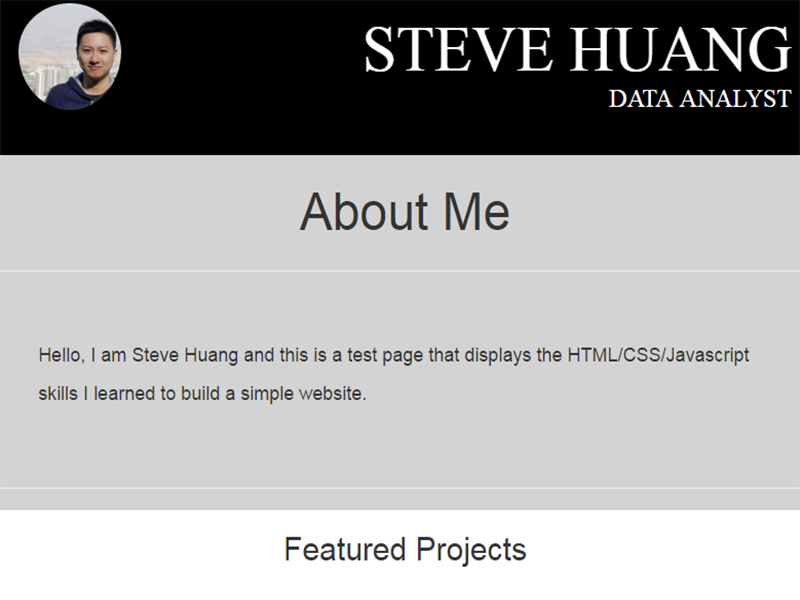 STEVE HUANG
DATA ANALYST
About Me
Hello, I am Steve Huang and this is a test page that displays the HTML/CSS/Javascript
skills I learned to build a simple website.
Featured Projects